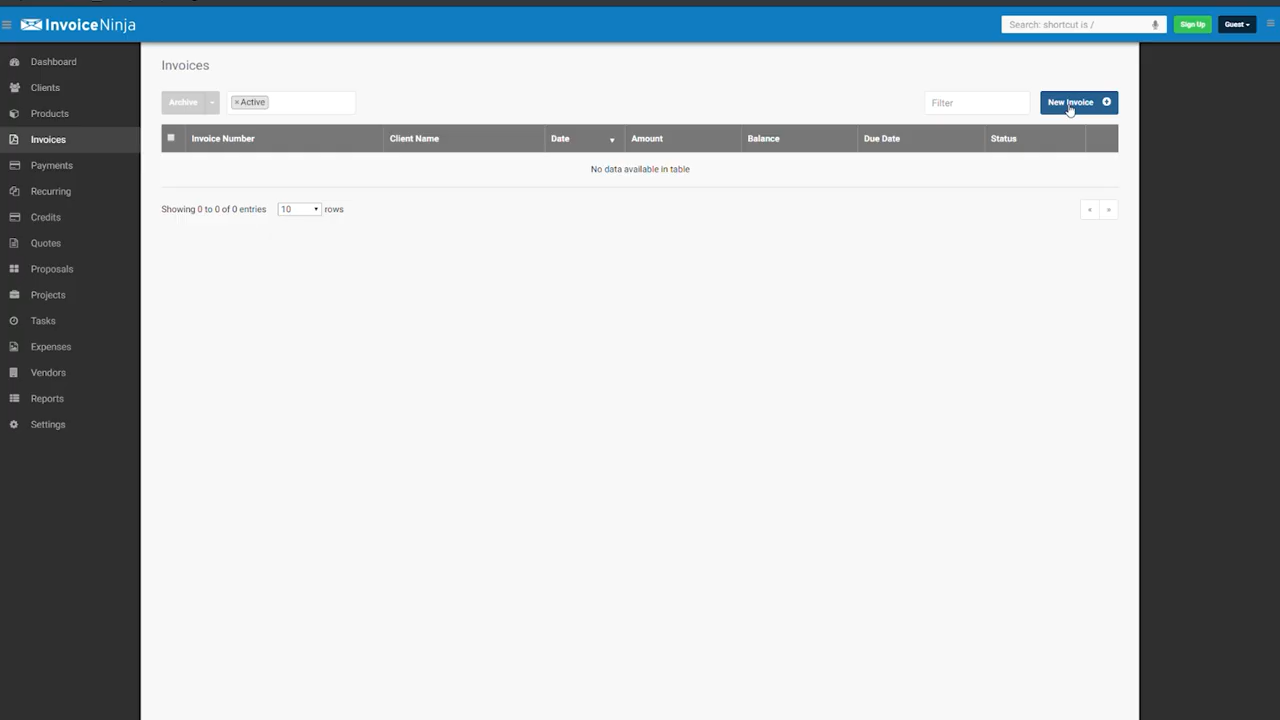 InvoiceNinja
Search: shortcut is /
Sign Up
Guest
Dashboard
Clients
Products
Invoices
Payments
Recurring
Credits
Quotes
Proposals
Projects
Tasks
Expenses
Vendors
Reports
Settings
Invoices
Archive
× Active
Filter
New Invoice
Invoice Number Client Name Date Amount Balance Due Date Status
No data available in table
Showing 0 to 0 of 0 entries 10 rows
« »